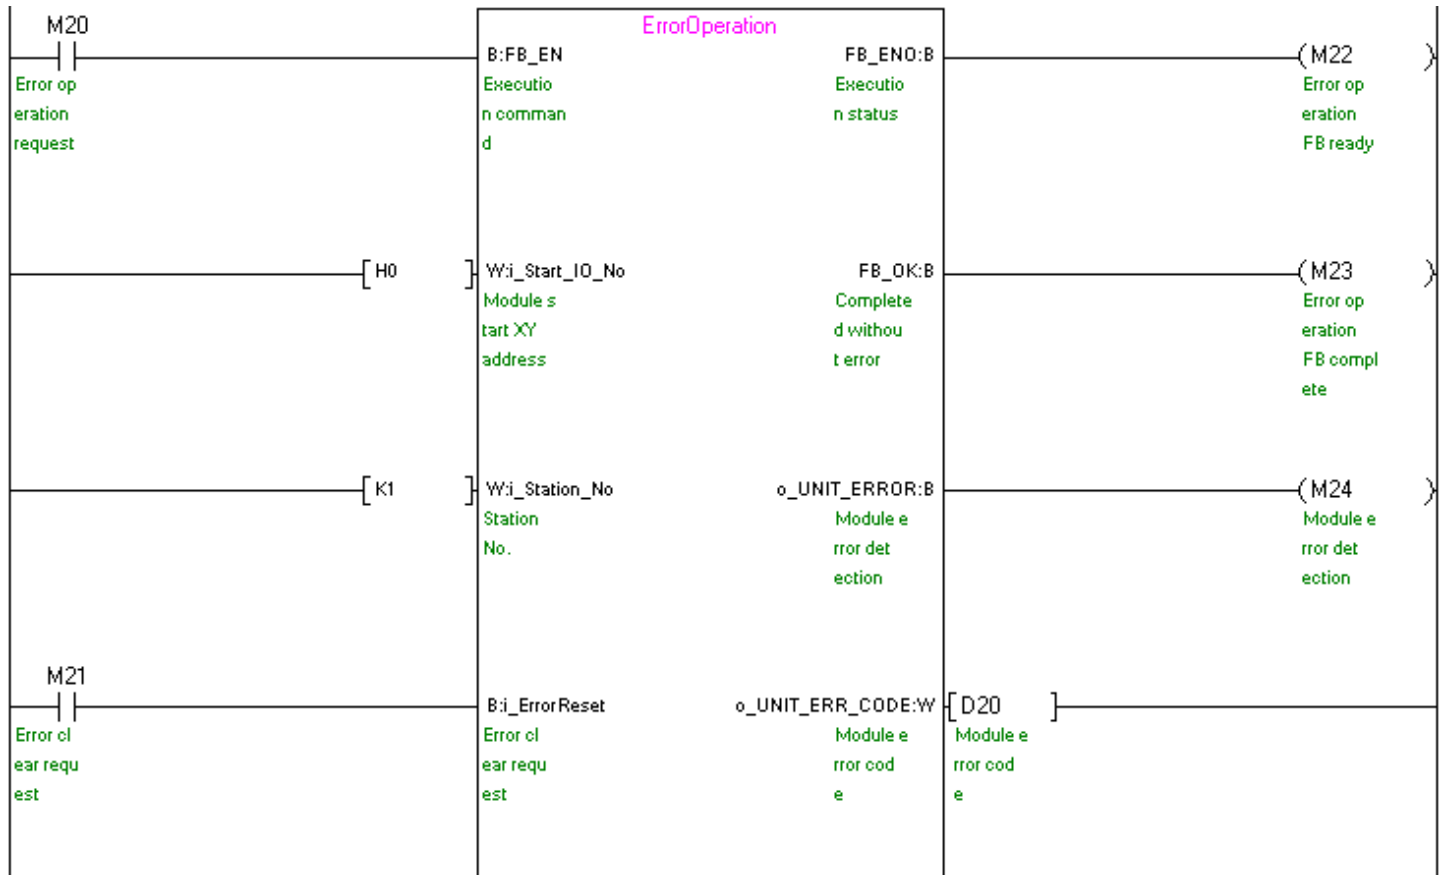 M20
ErrorOperation
B:FB_EN
FB_ENO:B
(M22 )
Error op
eration
request
Executio
n comman
d
Executio
n status
Error op
eration
FB ready
[ H0 ]
W:i_Start_IO_No
FB_OK:B
(M23 )
Module s
tart XY
address
Complete
d withou
t error
Error op
eration
FB compl
ete
[ K1 ]
W:i_Station_No
o_UNIT_ERROR:B
(M24 )
Station
No.
Module e
rror det
ection
Module e
rror det
ection
M21
B:i_ErrorReset
o_UNIT_ERR_CODE:W
[ D20 ]
Error cl
ear requ
est
Error cl
ear requ
est
Module e
rror cod
e
Module e
rror cod
e